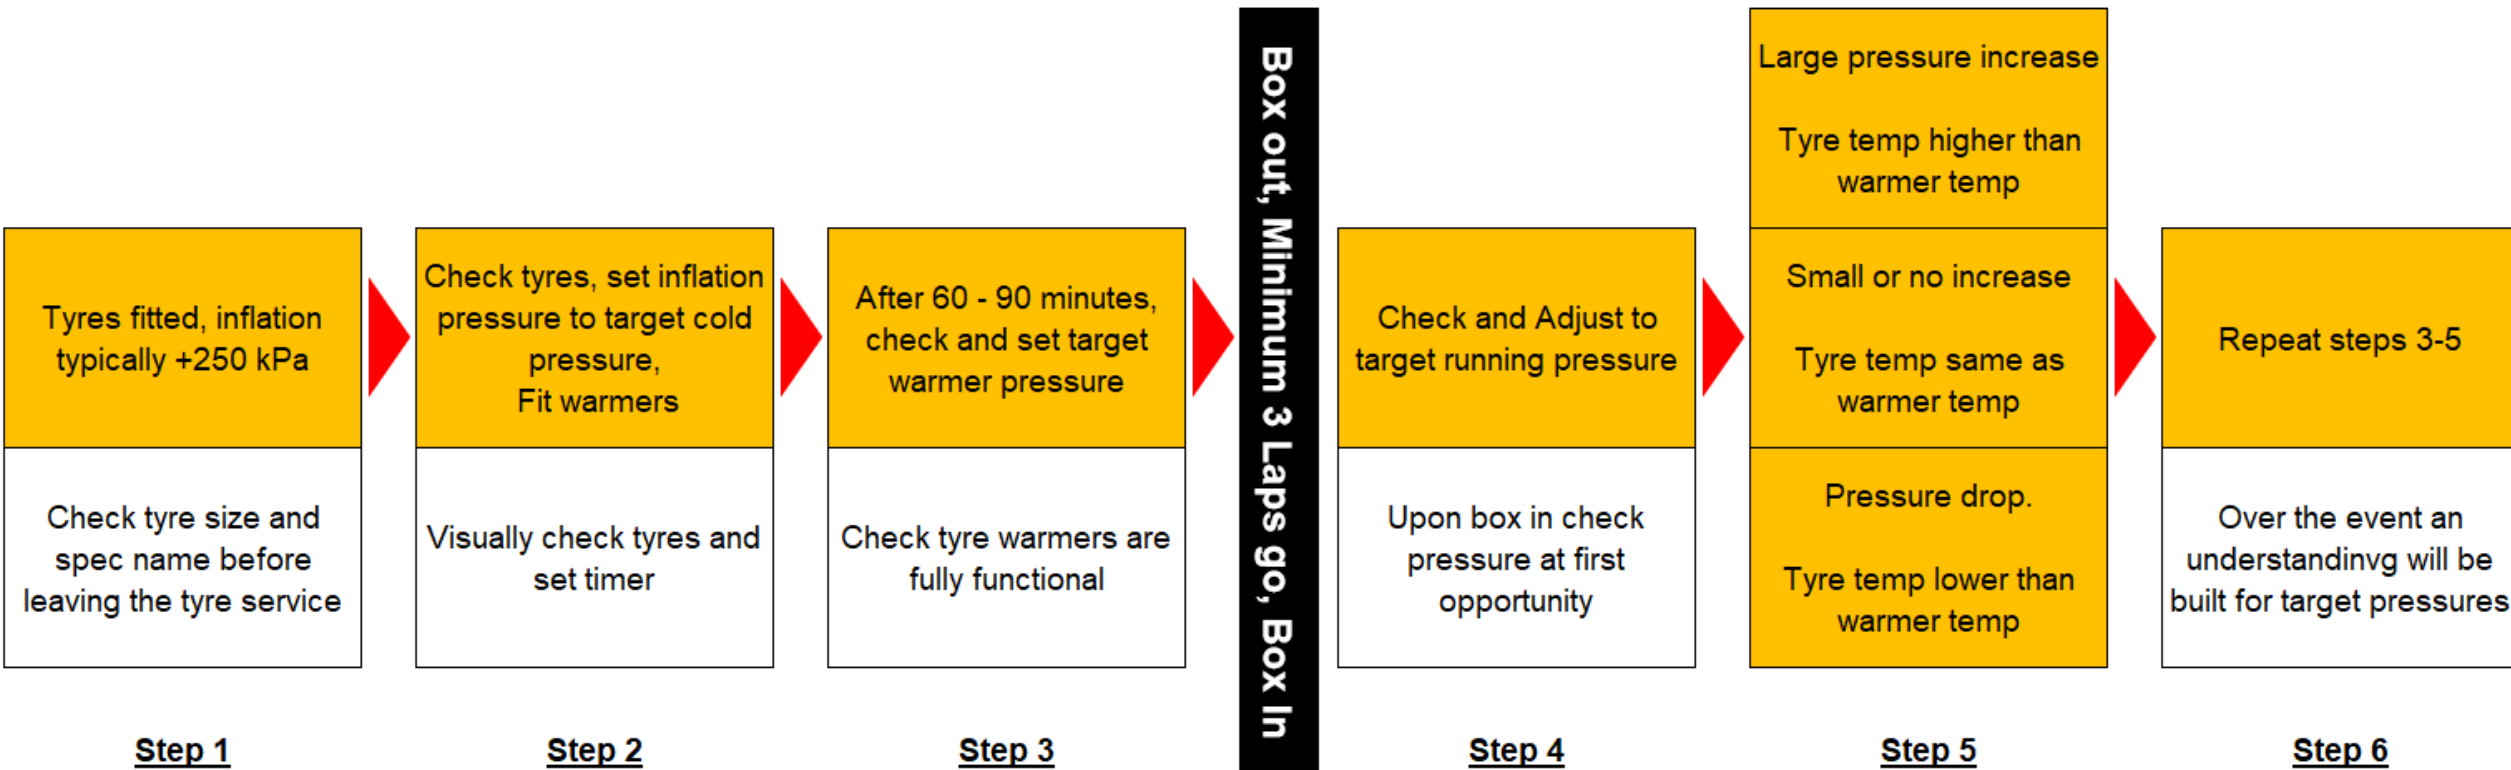 Tyres fitted, inflation
typically +250 kPa
Check tyre size and
spec name before
leaving the tyre service
Step 1
Check tyres, set inflation
pressure to target cold
pressure,
Fit warmers
Visually check tyres and
set timer
Step 2
After 60 - 90 minutes,
check and set target
warmer pressure
Check tyre warmers are
fully functional
Step 3
Box out, Minimum 3 Laps go, Box In
Check and Adjust to
target running pressure
Upon box in check
pressure at first
opportunity
Step 4
Large pressure increase
Tyre temp higher than
warmer temp
Small or no increase
Tyre temp same as
warmer temp
Pressure drop.
Tyre temp lower than
warmer temp
Step 5
Repeat steps 3-5
Over the event an
understandinvg will be
built for target pressures
Step 6